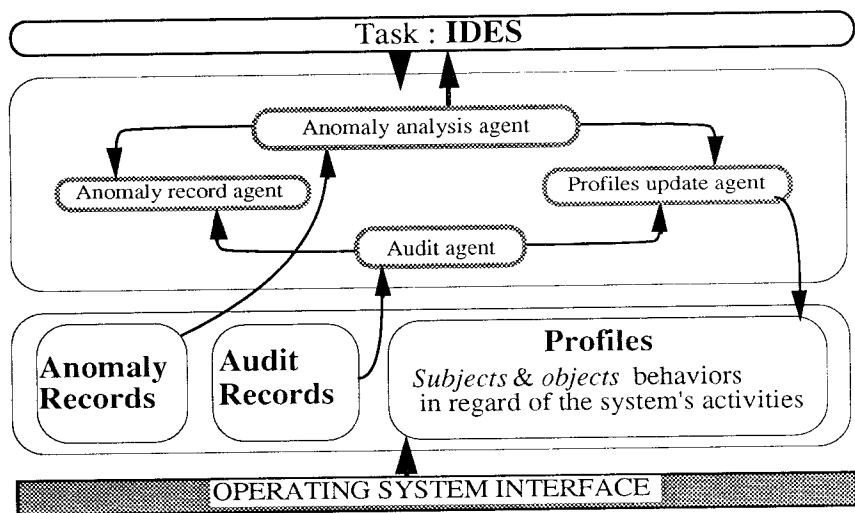 Task : IDES
Anomaly analysis agent
Anomaly record agent
Profiles update agent
Audit agent
Anomaly
Records
Audit
Records
Profiles
Subjects & objects behaviors
in regard of the system's activities
OPERATING SYSTEM INTERFACE